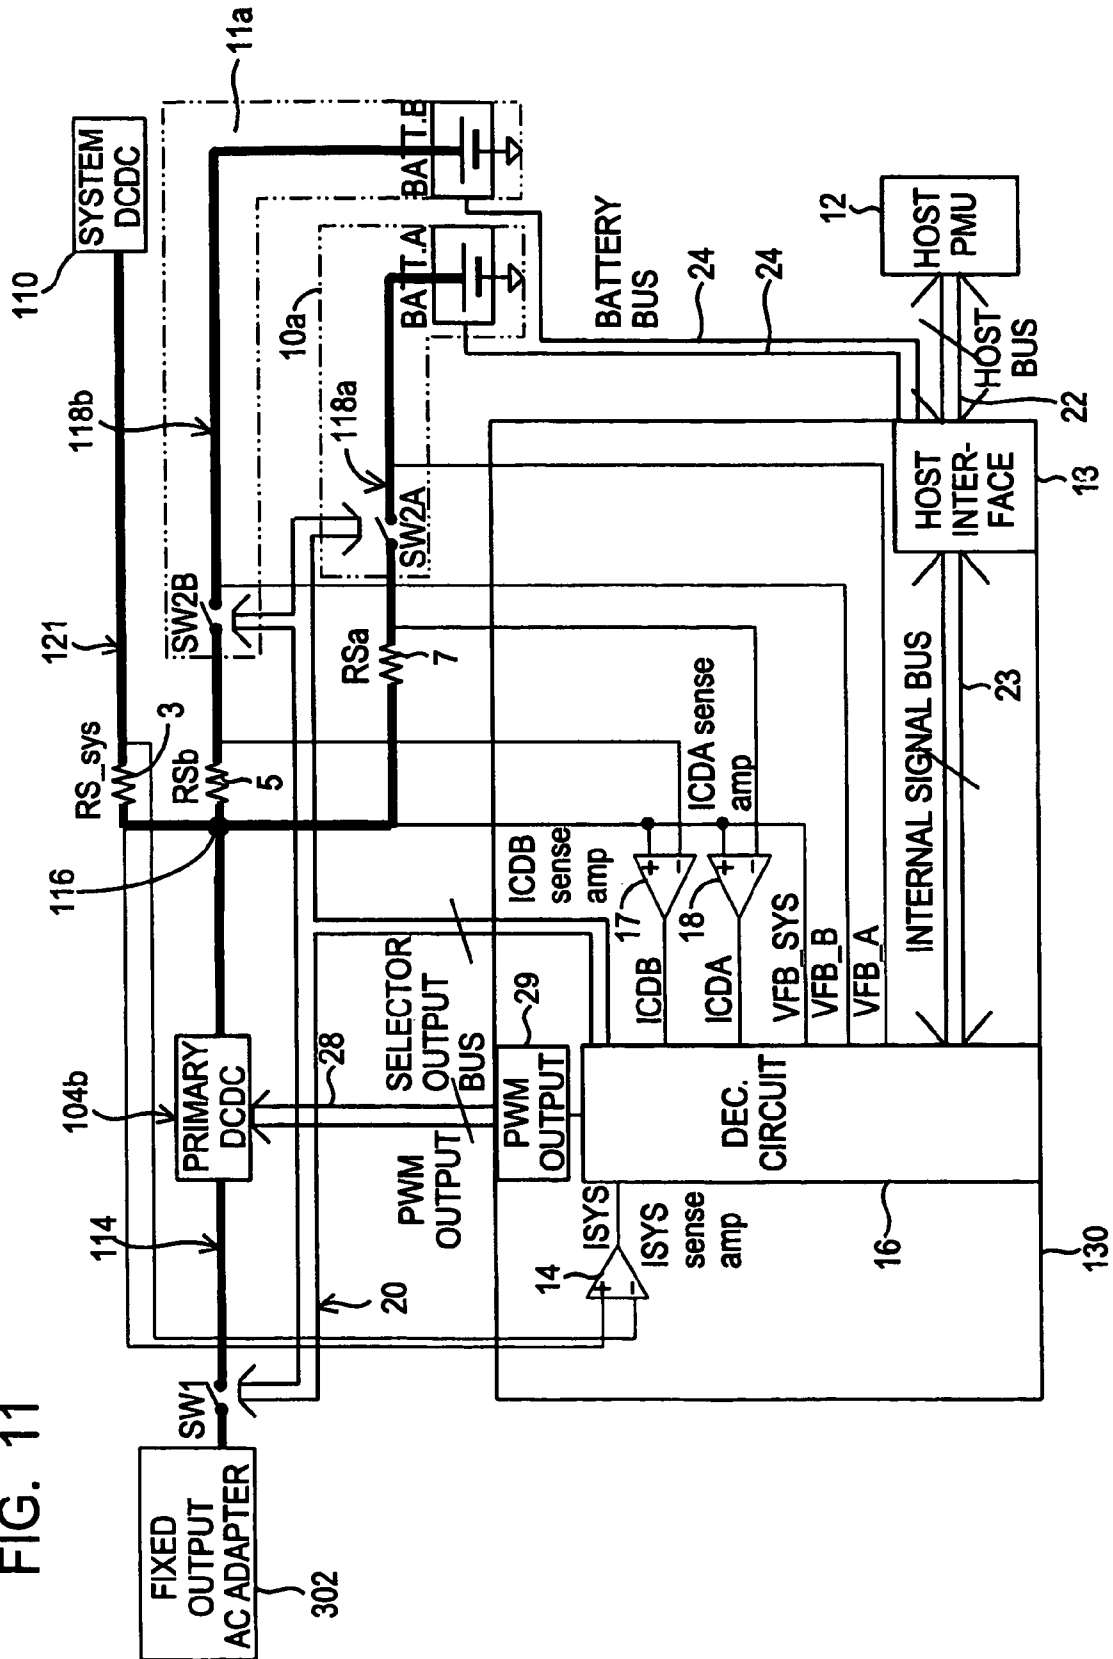 FIG. 11
FIXED
OUTPUT
AC ADAPTER
302
SW1
114
20
PRIMARY
DCDC
104b
116
RS_sys
3
121
RSb
5
SW2B
118b
SYSTEM
DCDC
110
11a
RSa
7
SW2A
118a
10a
BATT.A
BATT.B
BATTERY
BUS
24
24
HOST
PMU
12
HOST
BUS
22
HOST
INTER-
FACE
13
INTERNAL SIGNAL BUS
23
SELECTOR
OUTPUT
BUS
28
PWM
OUTPUT
PWM
OUTPUT
29
ICDB
sense
amp
ICDA sense
amp
+
-
17
+
-
18
ICDB
ICDA
VFB_SYS
VFB_B
VFB_A
DEC.
CIRCUIT
16
ISYS
ISYS
sense
amp
14
+
-
130